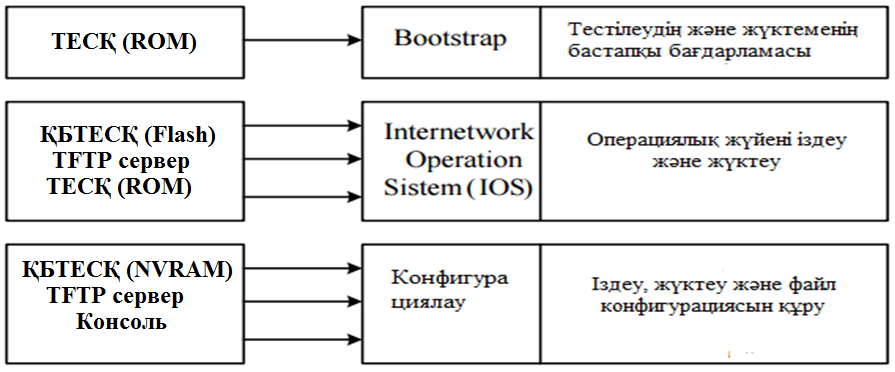 ТЕСҚ (ROM)
Bootstrap
Тестілеудің және жүктеменің
бастапқы бағдарламасы
ҚБТЕСҚ (Flash)
TFTP сервер
ТЕСҚ (ROM)
Internetwork
Operation
Sistem ( IOS)
Операциялық жүйені іздеу
және жүктеу
ҚБТЕСҚ (NVRAM)
TFTP сервер
Консоль
Конфигура
циялау
Іздеу, жүктеу және файл
конфигурациясын құру